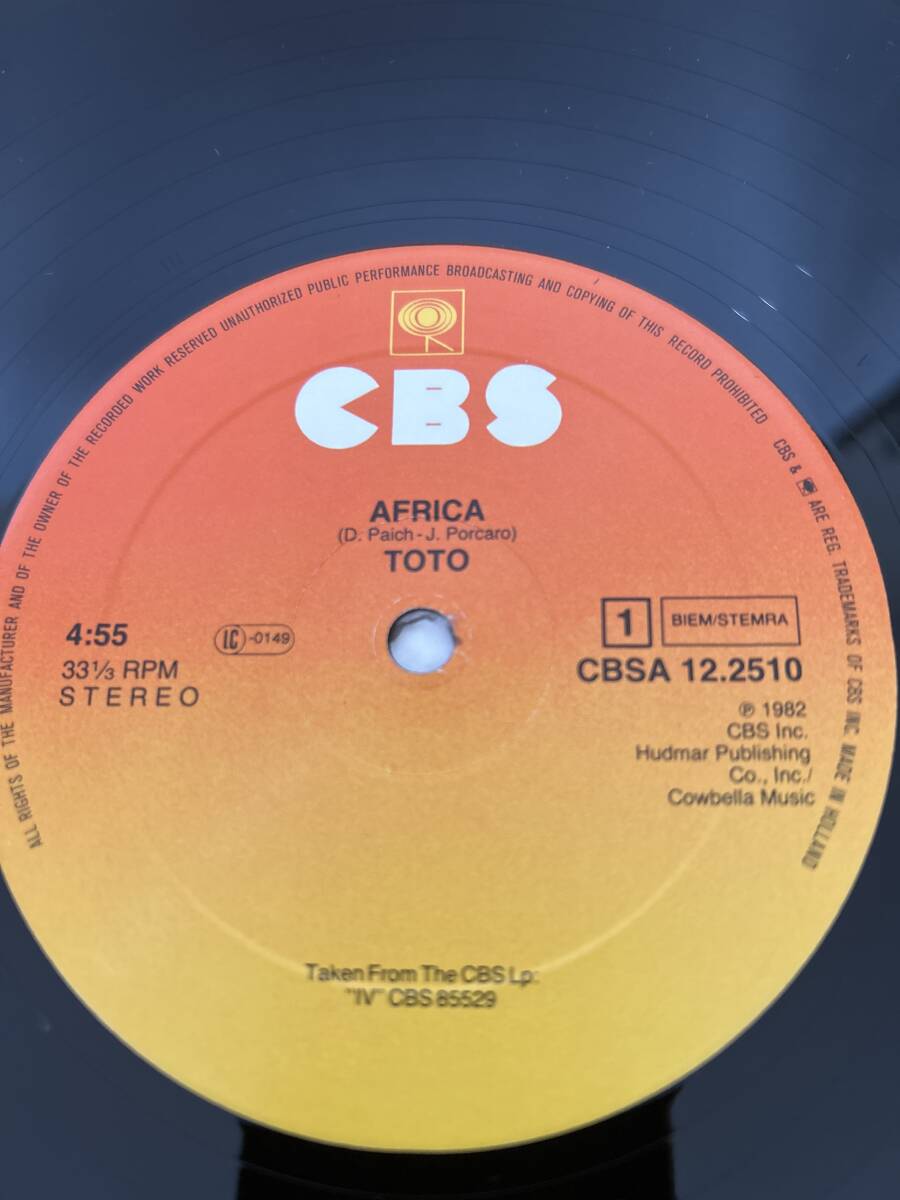 ALL RIGHTS OF THE MANUFACTURER AND OF THE OWNER OF THE RECORDED WORK RESERVED UNAUTHORIZED PUBLIC PERFORMANCE BROADCASTING AND COPYING OF THIS RECORD PROHIBITED CBS & ARE REG. TRADEMARKS OF CBS INC. MADE IN HOLLAND
CBS
AFRICA
(D. Paich-J. Porcaro)
TOTO
4:55
33 1/3 RPM
STEREO
LC-0149
1 BIEM/STEMRA
CBSA 12.2510
℗ 1982
CBS Inc.
Hudmar Publishing
Co., Inc./
Cowbella Music
Taken From The CBS Lp:
"IV" CBS 85529